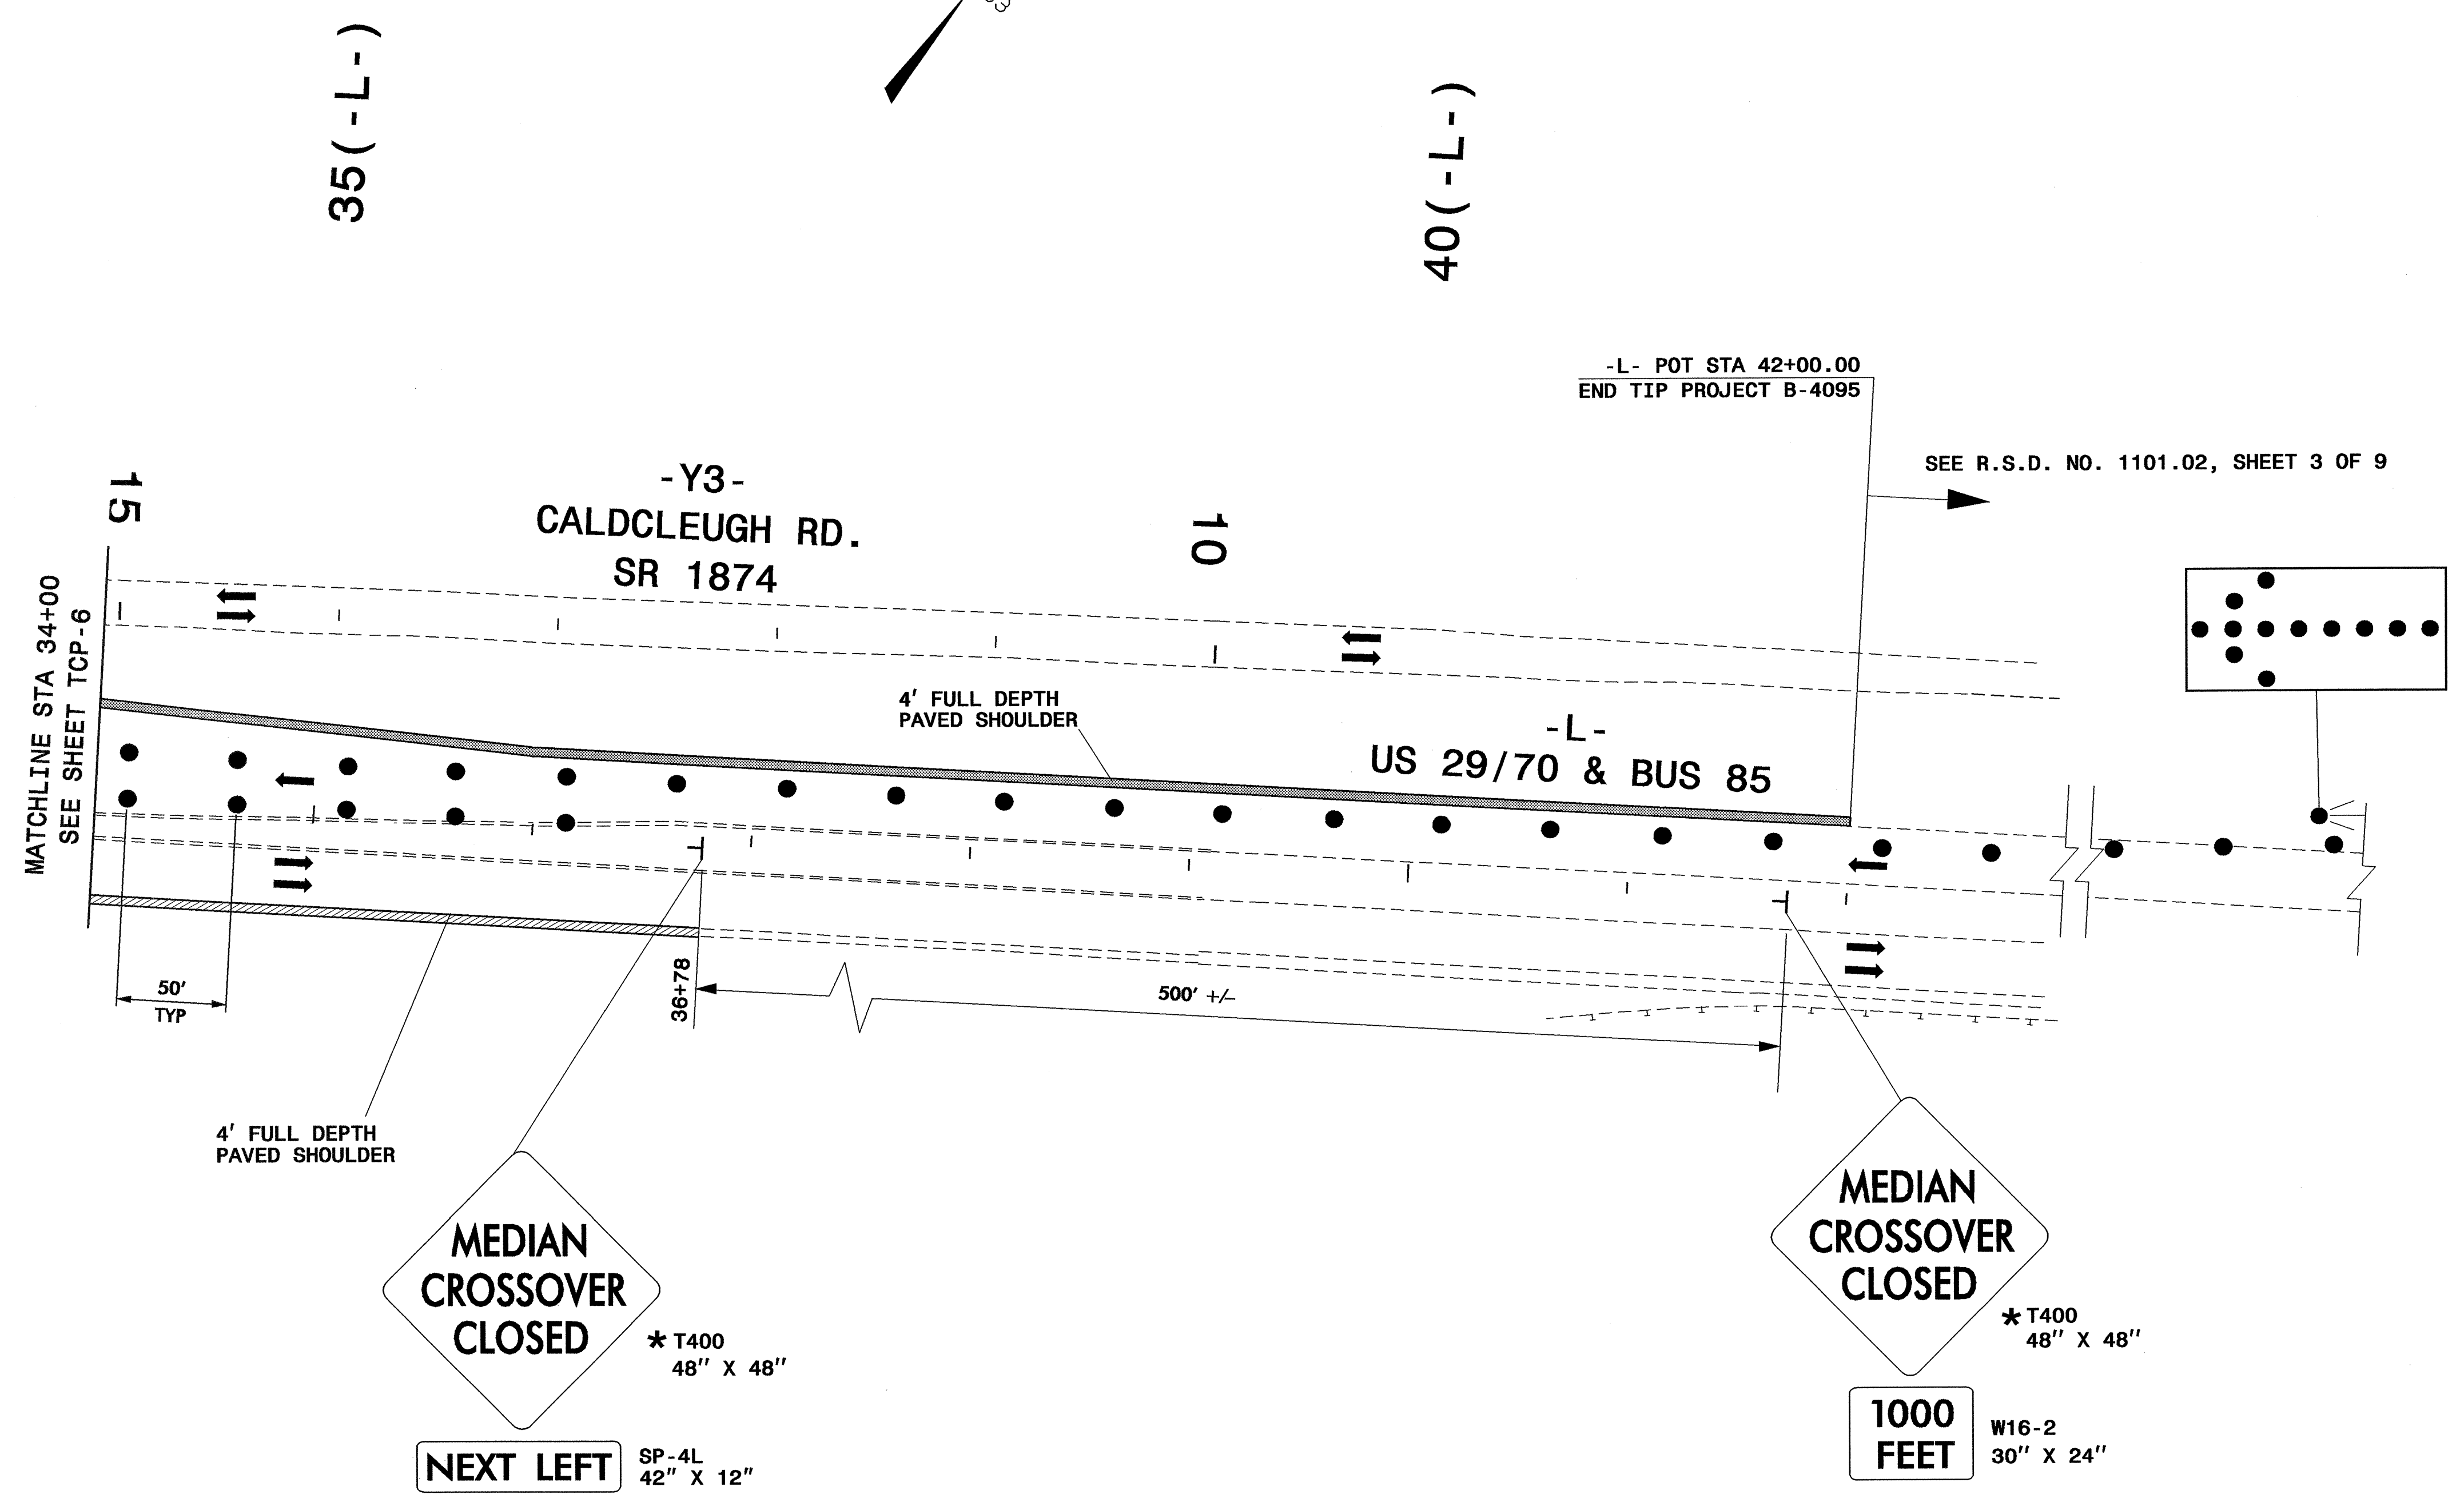 35(-L-)
40(-L-)
-L- POT STA 42+00.00
END TIP PROJECT B-4095
SEE R.S.D. NO. 1101.02, SHEET 3 OF 9
-Y3-
CALDCLEUGH RD.
SR 1874
15
10
MATCHLINE STA 34+00
SEE SHEET TCP-6
4' FULL DEPTH
PAVED SHOULDER
-L-
US 29/70 & BUS 85
50'
TYP
36+78
500' +/-
4' FULL DEPTH
PAVED SHOULDER
MEDIAN
CROSSOVER
CLOSED
* T400
48" X 48"
NEXT LEFT
SP-4L
42" X 12"
MEDIAN
CROSSOVER
CLOSED
* T400
48" X 48"
1000
FEET
W16-2
30" X 24"